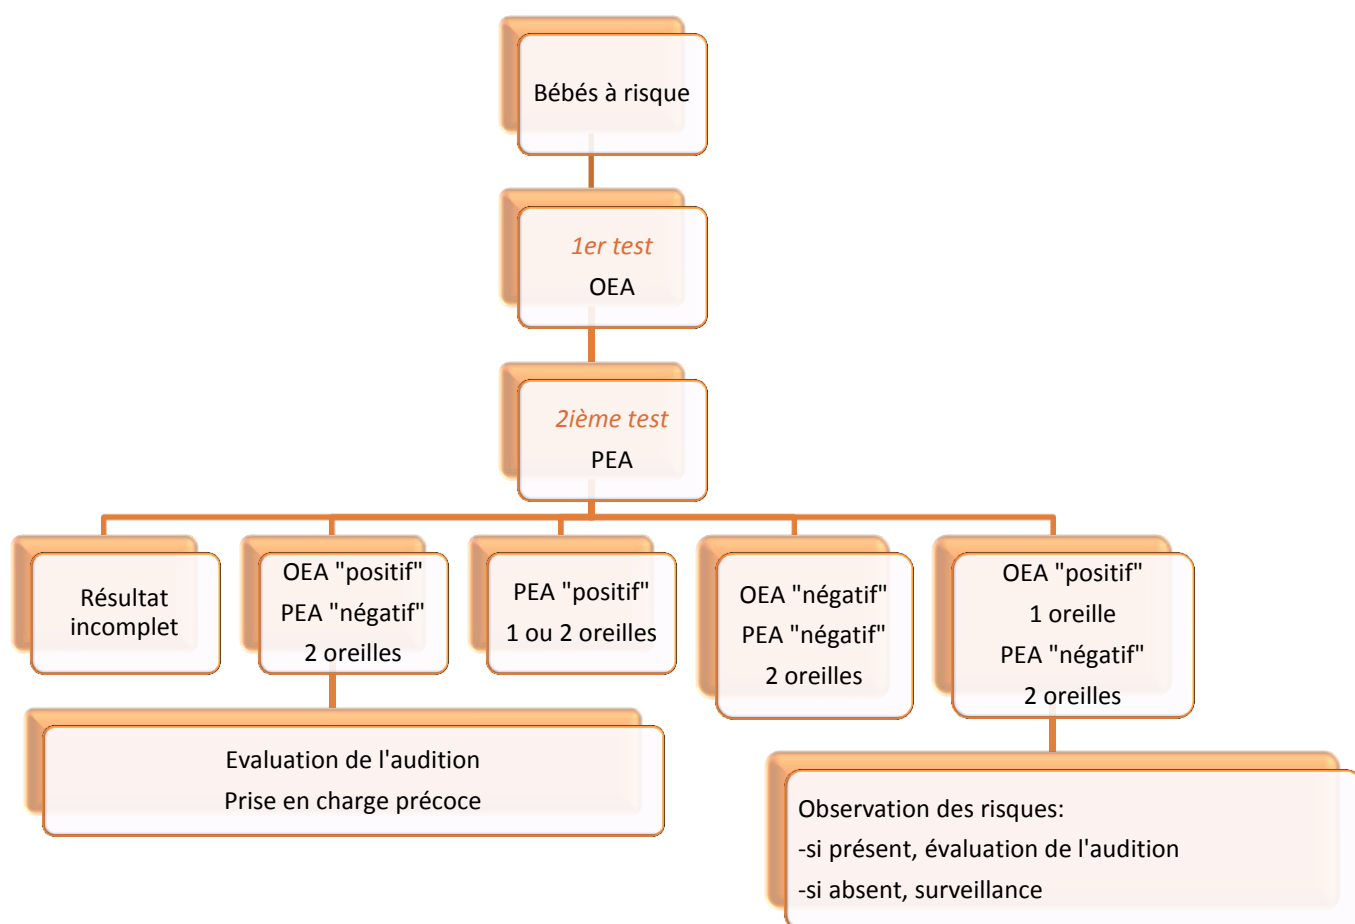 Bébés à risque
1er test
OEA
2ième test
PEA
Résultat
incomplet
OEA "positif"
PEA "négatif"
2 oreilles
PEA "positif"
1 ou 2 oreilles
OEA "négatif"
PEA "négatif"
2 oreilles
OEA "positif"
1 oreille
PEA "négatif"
2 oreilles
Evaluation de l'audition
Prise en charge précoce
Observation des risques:
-si présent, évaluation de l'audition
-si absent, surveillance